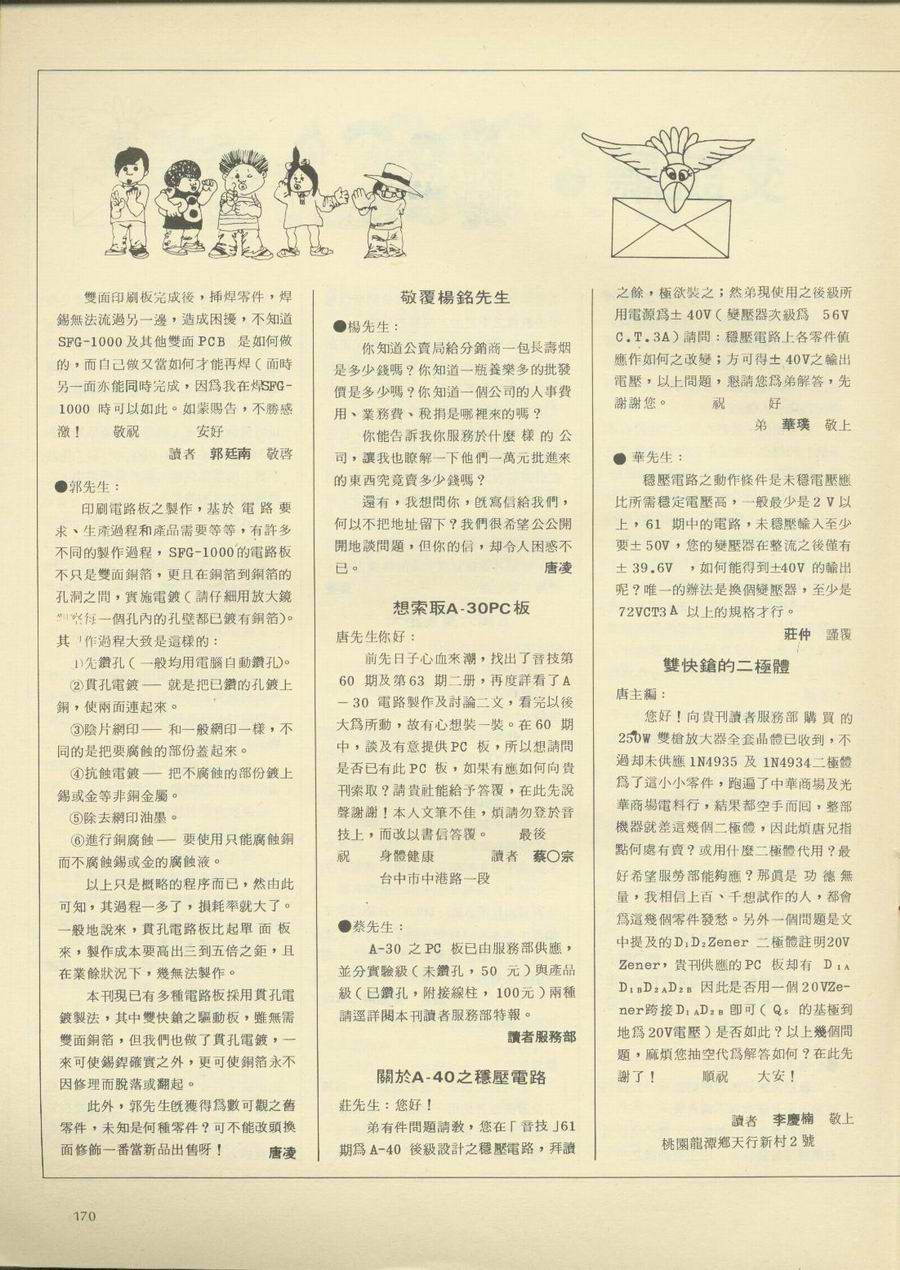 雙面印刷板完成後，揷焊零件，焊
錫無法流過另一邊，造成困擾，不知道
SFG-1000及其他雙面PCB 是如何做
的，而自己做又當如何才能再焊（面時
另一面亦能同時完成，因爲我在焊SFG-
1000 時可以如此。如蒙賜告，不勝感
激！ 敬祝 安好
讀者 郭廷南 敬啓
●郭先生：
印刷電路板之製作，基於 電 路 要
求、生產過程和產品需要等等，有許多
不同的製作過程，SFG-1000的電路板
不只是雙面銅箔，更且在銅箔到銅箔的
孔洞之間，實施電鍍（請仔細用放大鏡
察每一個孔內的孔壁都已鍍有銅箔）。
其 作過程大致是這樣的：
①先鑽孔（一般均用電腦自動鑽孔）。
②貫孔電鍍── 就是把已鑽的孔鍍上
銅，使兩面連起來。
③陰片網印── 和一般網印一樣，不
同的是把要腐蝕的部份蓋起來。
④抗蝕電鍍── 把不腐蝕的部份鍍上
錫或金等非銅金屬。
⑤除去網印油墨。
⑥進行銅腐蝕── 要使用只能腐蝕銅
而不腐蝕錫或金的腐蝕液。
以上只是概略的程序而已，然由此
可知，其過程一多了，損耗率就大了。
一般地說來，貫孔電路板比起單 面 板
來，製作成本要高出三到五倍之鉅，且
在業餘狀況下，幾無法製作。
本刊現已有多種電路板採用貫孔電
鍍製法，其中雙快鎗之驅動板，雖無需
雙面銅箔，但我們也做了貫孔電鍍，一
來可使錫銲確實之外，更可使銅箔永不
因修理而脫落或翻起。
此外，郭先生旣獲得爲數可觀之舊
零件，未知是何種零件？可不能改頭換
面修飾一番當新品出售呀！ 唐凌
敬覆楊銘先生
●楊先生：
你知道公賣局給分銷商一包長壽烟
是多少錢嗎？你知道一瓶養樂多的批發
價是多少嗎？你知道一個公司的人事費
用、業務費、稅捐是哪裡來的嗎？
你能告訴我你服務於什麼 樣 的 公
司，讓我也瞭解一下他們一萬元批進來
的東西究竟賣多少錢嗎？
還有，我想問你，旣寫信給我們，
何以不把地址留下？我們很希望公公開
開地談問題，但你的信，却令人困惑不
已。 唐凌
想索取A-30PC板
唐先生你好：
前先日子心血來潮，找出了音技第
60 期及第63 期二册，再度詳看了A
－30 電路製作及討論二文，看完以後
大爲所動，故有心想裝一裝。在60 期
中，談及有意提供PC 板，所以想請問
是否已有此PC 板，如果有應如何向貴
刊索取？請貴社能給予答覆，在此先說
聲謝謝！本人文筆不佳，煩請勿登於音
技上，而改以書信答覆。 最後
祝 身體健康 讀者 蔡○宗
台中市中港路一段
●蔡先生：
A-30 之PC 板已由服務部供應，
並分實驗級（未鑽孔，50 元）與產品
級（已鑽孔，附接線柱，100元）兩種
請逕詳閱本刊讀者服務部特報。
讀者服務部
關於A-40之穩壓電路
莊先生：您好！
弟有件問題請敎，您在「音技」61
期爲A-40 後級設計之穩壓電路，拜讀
之餘，極欲裝之；然弟現使用之後級所
用電源爲± 40V（變壓器次級爲 56V
C.T.3A）請問：穩壓電路上各零件值
應作如何之改變；方可得± 40V之輸出
電壓，以上問題，懇請您爲弟解答，先
謝謝您。 祝 好
弟 華璞 敬上
●華先生：
穩壓電路之動作條件是未穩電壓應
比所需穩定電壓高，一般最少是2 V以
上，61 期中的電路，未穩壓輸入至少
要± 50V，您的變壓器在整流之後僅有
± 39.6V ，如何能得到±40V 的輸出
呢？唯一的辦法是換個變壓器，至少是
72VCT3A 以上的規格才行。
莊仲 謹覆
雙快鎗的二極體
唐主編：
您好！向貴刊讀者服務部 購 買 的
250W 雙槍放大器全套晶體已收到，不
過却未供應1N4935 及 1N4934二極體
爲了這小小零件，跑遍了中華商場及光
華商場電料行，結果都空手而回，整部
機器就差這幾個二極體，因此煩唐兄指
點何處有賣？或用什麼二極體代用？最
好希望服勞部能夠應？那眞是 功 德 無
量，我相信上百、千想試作的人，都會
爲這幾個零件發愁。另外一個問題是文
中提及的D₁D₂Zener 二極體註明20V
Zener，貴刊供應的PC 板却有 D₁A
D₁BD₂AD₂B 因此是否用一個20VZe-
ner跨接D₁AD₂B 卽可（Q₅ 的基極到
地爲20V電壓）是否如此？以上幾個問
題，麻煩您抽空代爲解答如何？在此先
謝了！ 順祝 大安！
讀者 李慶楠 敬上
桃園龍潭鄉天行新村2號
170